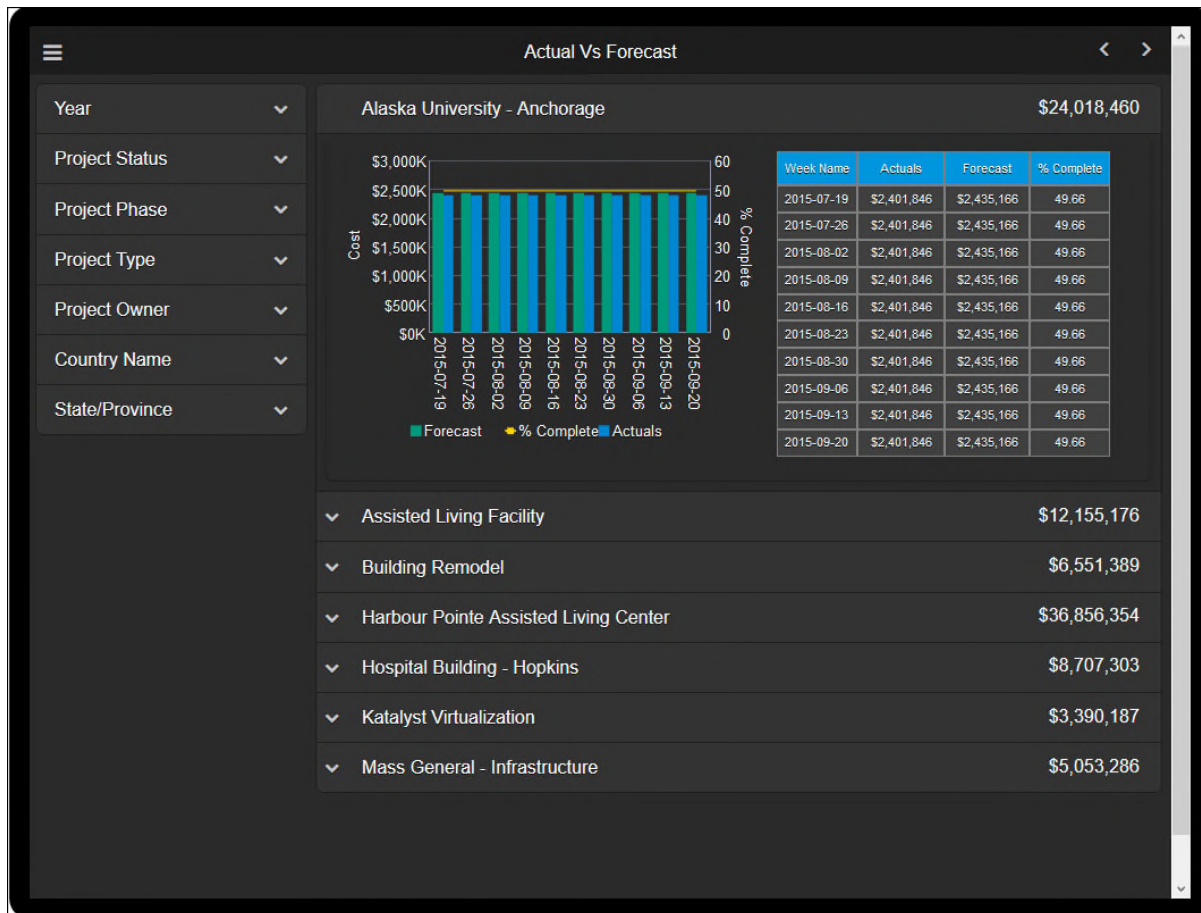 Actual Vs Forecast
Year
Project Status
Project Phase
Project Type
Project Owner
Country Name
State/Province
Alaska University - Anchorage $24,018,460
$3,000K
$2,500K
$2,000K
$1,500K
$1,000K
$500K
$0K
Cost
60
50
40
30
20
10
0
% Complete
2015-07-19
2015-07-26
2015-08-02
2015-08-09
2015-08-16
2015-08-23
2015-08-30
2015-09-06
2015-09-13
2015-09-20
Forecast % Complete Actuals
Week Name Actuals Forecast % Complete
2015-07-19 $2,401,846 $2,435,166 49.66
2015-07-26 $2,401,846 $2,435,166 49.66
2015-08-02 $2,401,846 $2,435,166 49.66
2015-08-09 $2,401,846 $2,435,166 49.66
2015-08-16 $2,401,846 $2,435,166 49.66
2015-08-23 $2,401,846 $2,435,166 49.66
2015-08-30 $2,401,846 $2,435,166 49.66
2015-09-06 $2,401,846 $2,435,166 49.66
2015-09-13 $2,401,846 $2,435,166 49.66
2015-09-20 $2,401,846 $2,435,166 49.66
Assisted Living Facility $12,155,176
Building Remodel $6,551,389
Harbour Pointe Assisted Living Center $36,856,354
Hospital Building - Hopkins $8,707,303
Katalyst Virtualization $3,390,187
Mass General - Infrastructure $5,053,286